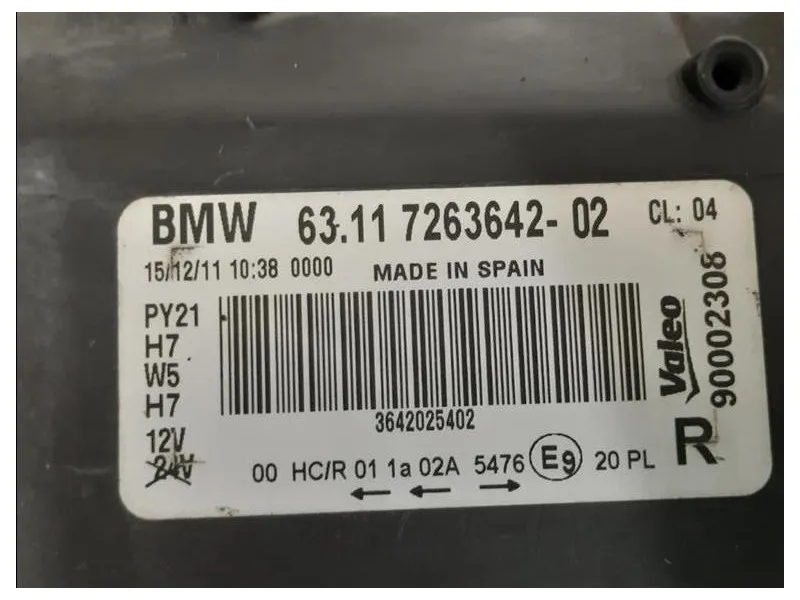 BMW 63.11 7263642-02 CL: 04
15/12/11 10:38 0000 MADE IN SPAIN
PY21
H7
W5
H7
12V
24V
3642025402
Valeo
90002308
R
00 HC/R 01 1a 02A 5476 E9 20 PL